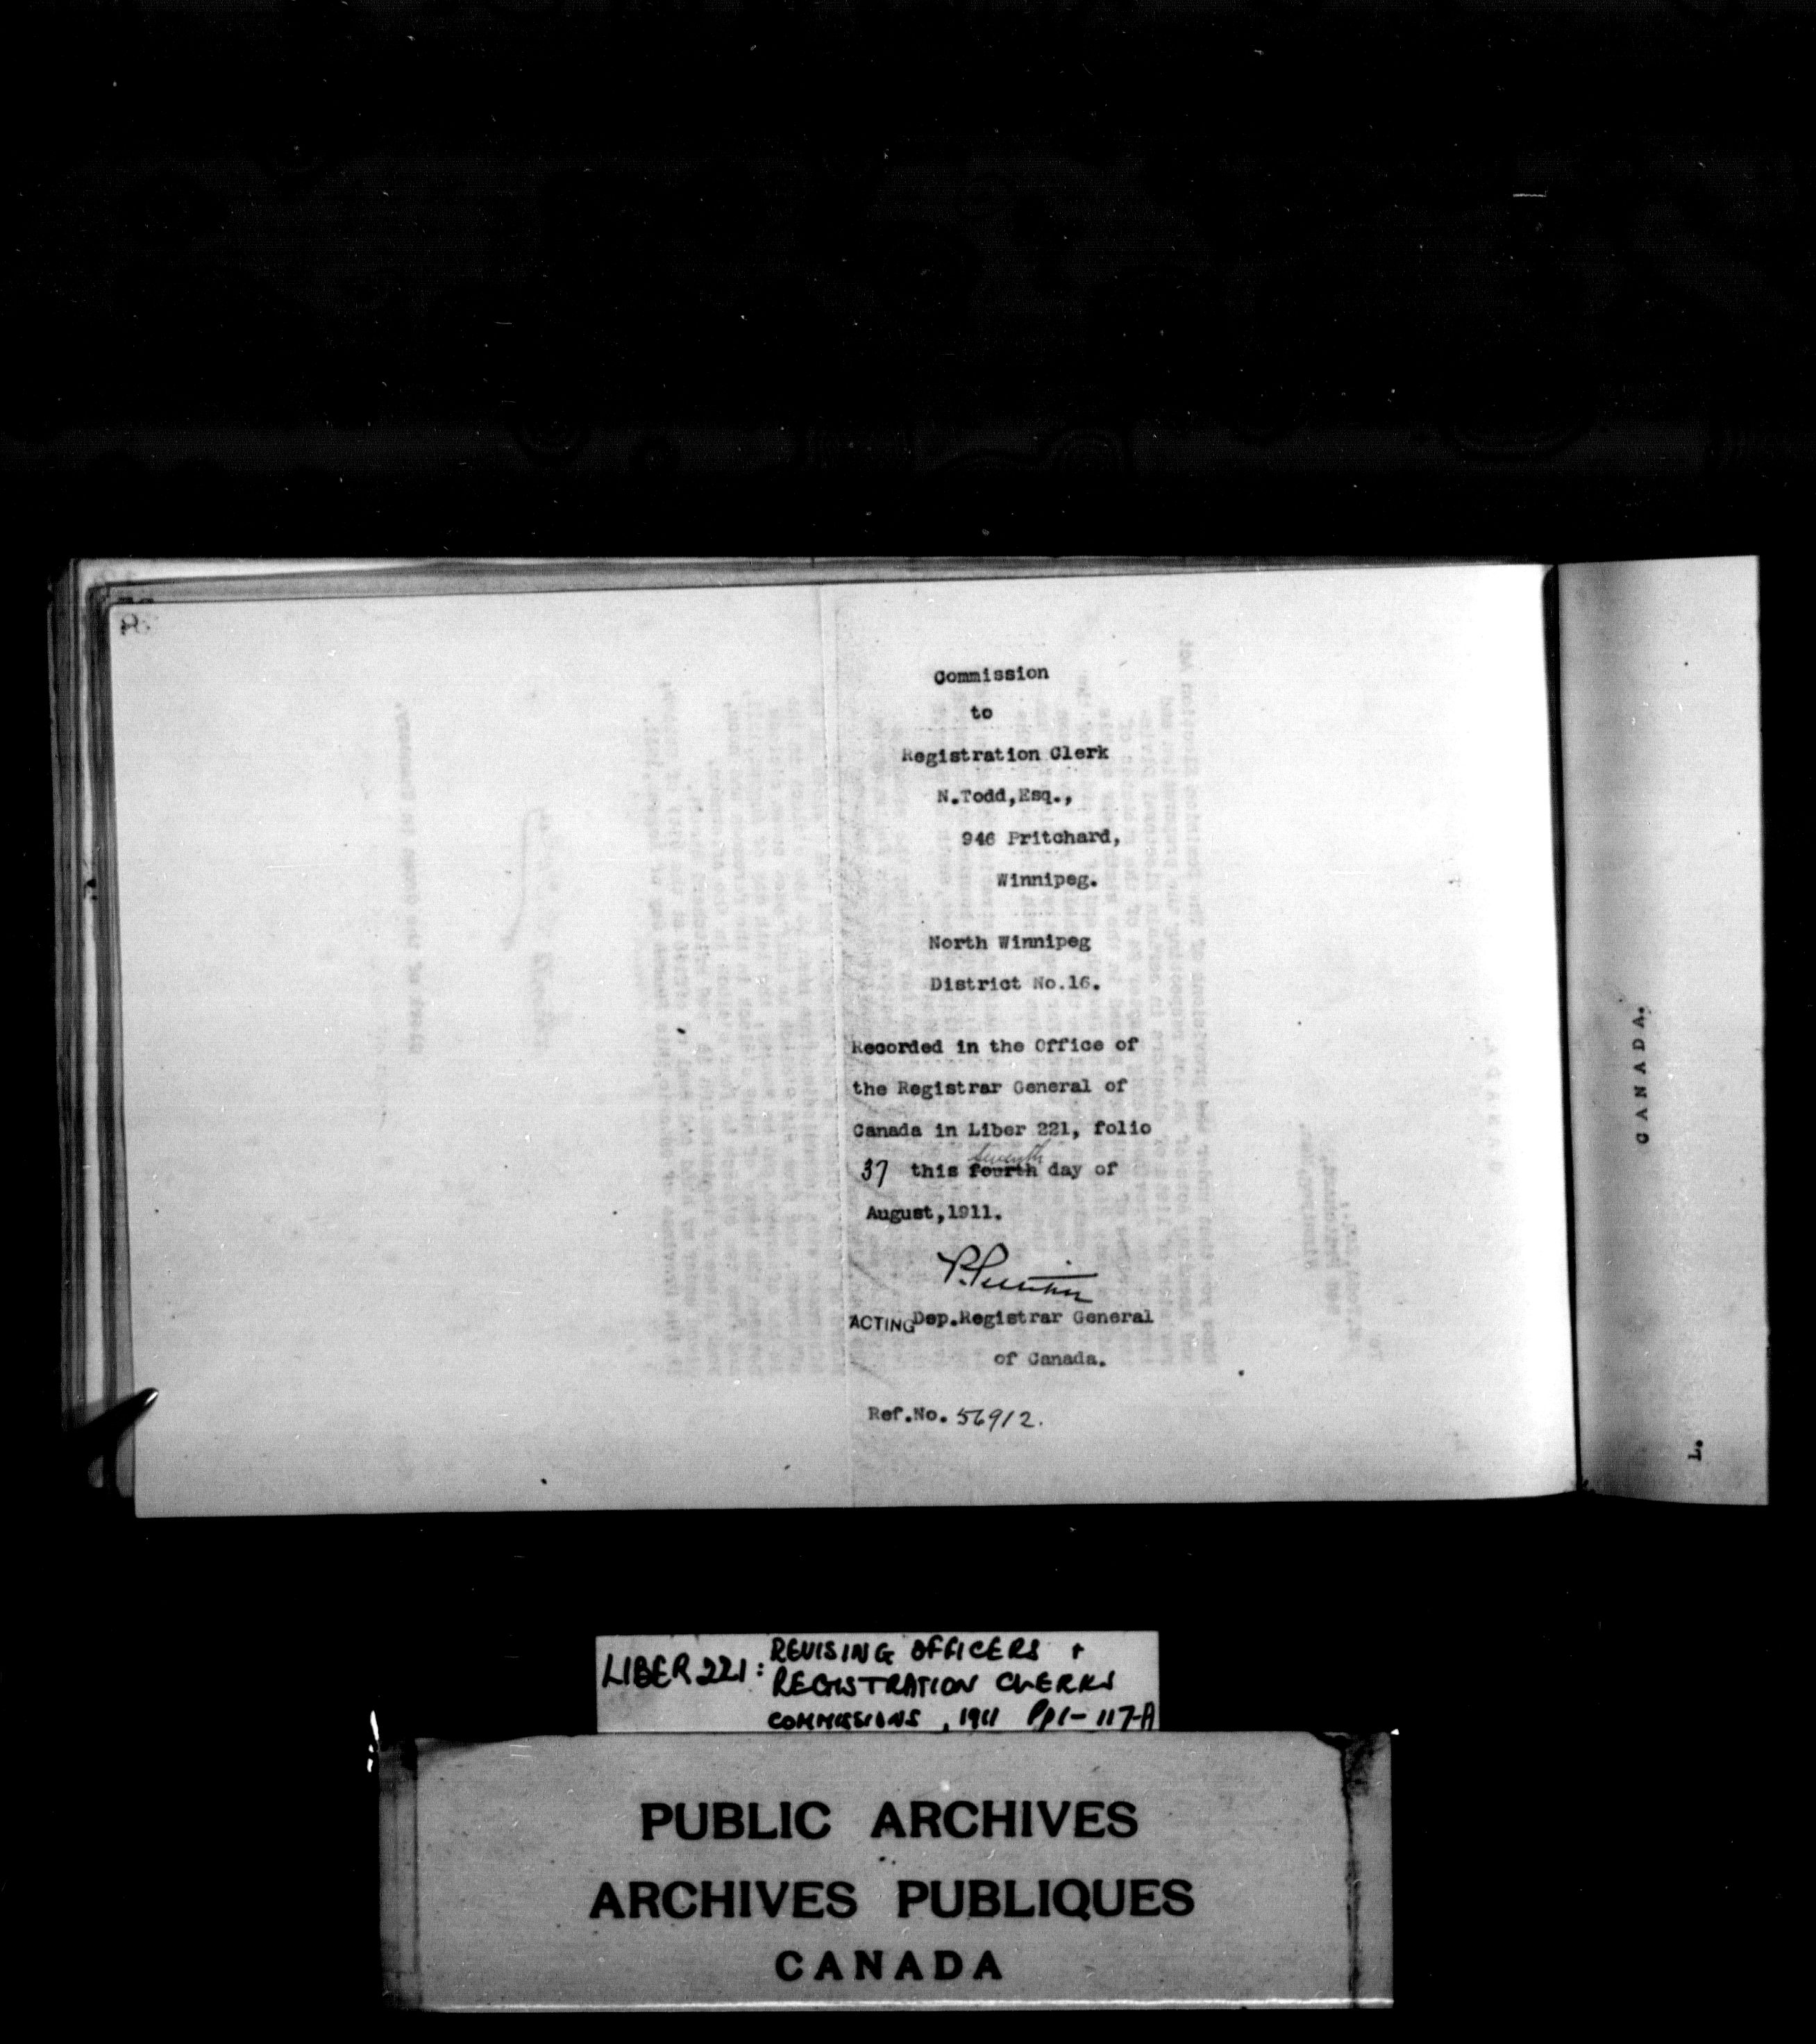 Commission
to
Registration Clerk
N.Todd,Esq.,
946 Pritchard,
Winnipeg.
North Winnipeg
District No.16.
Recorded in the Office of
the Registrar General of
Canada in Liber 221, folio
seventh
37 this fourth day of
August,1911.
ACTING Dep.Registrar General
of Canada.
Ref.No. 56912.
CANADA.
L.
LIBER 221: REVISING OFFICERS +
REGISTRATION CLERKS
COMMISSIONS, 1911 Pp 1-117-A
PUBLIC ARCHIVES
ARCHIVES PUBLIQUES
CANADA